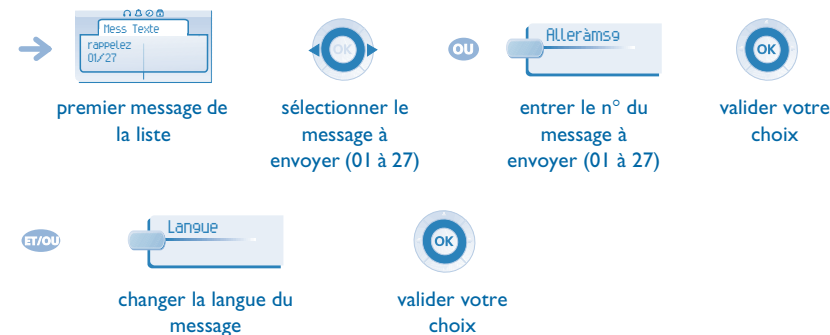 Mess Texte
rappelez
01/27
OK
OU
Alleràmsg
OK
premier message de
la liste
sélectionner le
message à
envoyer (01 à 27)
entrer le n° du
message à
envoyer (01 à 27)
valider votre
choix
ET/OU
Langue
OK
changer la langue du
message
valider votre
choix